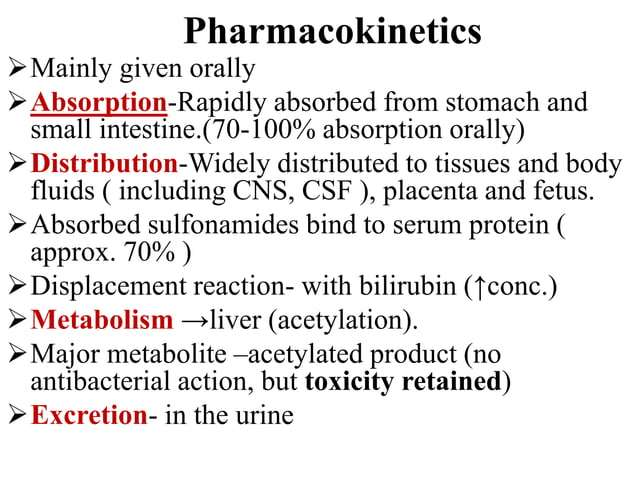 Pharmacokinetics
➢Mainly given orally
➢Absorption-Rapidly absorbed from stomach and
small intestine.(70-100% absorption orally)
➢Distribution-Widely distributed to tissues and body
fluids ( including CNS, CSF ), placenta and fetus.
➢Absorbed sulfonamides bind to serum protein (
approx. 70% )
➢Displacement reaction- with bilirubin (↑conc.)
➢Metabolism →liver (acetylation).
➢Major metabolite –acetylated product (no
antibacterial action, but toxicity retained)
➢Excretion- in the urine